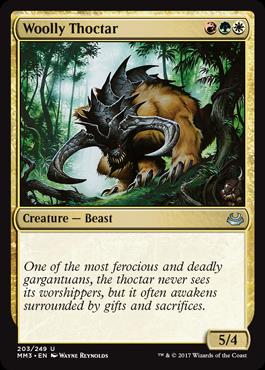 Woolly Thoctar
Creature — Beast
One of the most ferocious and deadly
gargantuans, the thoctar never sees
its worshippers, but it often awakens
surrounded by gifts and sacrifices.
5/4
203/249 U
MM3 • EN Wayne Reynolds
™ & © 2017 Wizards of the Coast